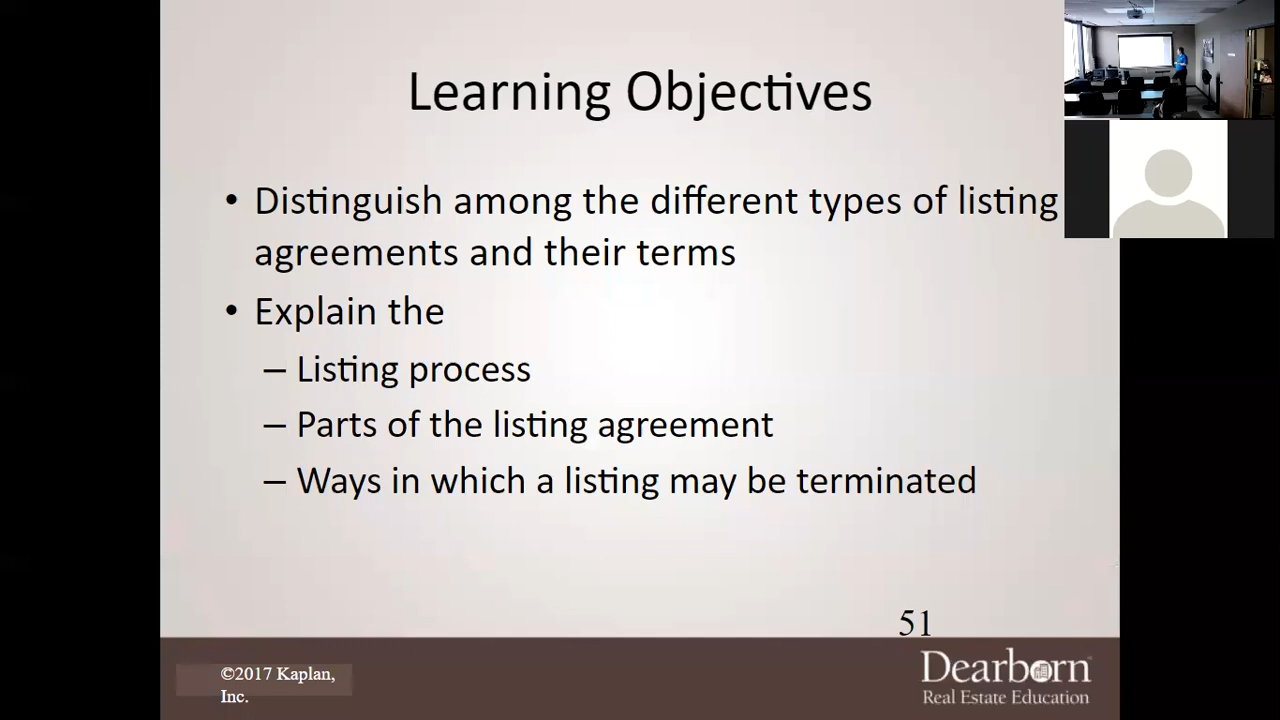 Learning Objectives
• Distinguish among the different types of listing
agreements and their terms
• Explain the
– Listing process
– Parts of the listing agreement
– Ways in which a listing may be terminated
51
©2017 Kaplan,
Inc.
Dearborn
Real Estate Education